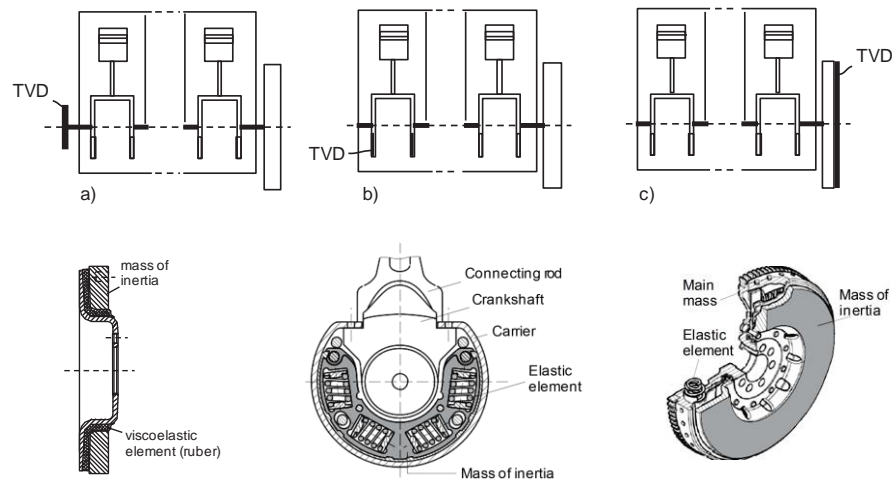 TVD
TVD
TVD
a)
b)
c)
mass of
inertia
viscoelastic
element (ruber)
Connecting rod
Crankshaft
Carrier
Elastic
element
Mass of inertia
Main
mass
Mass of
inertia
Elastic
element